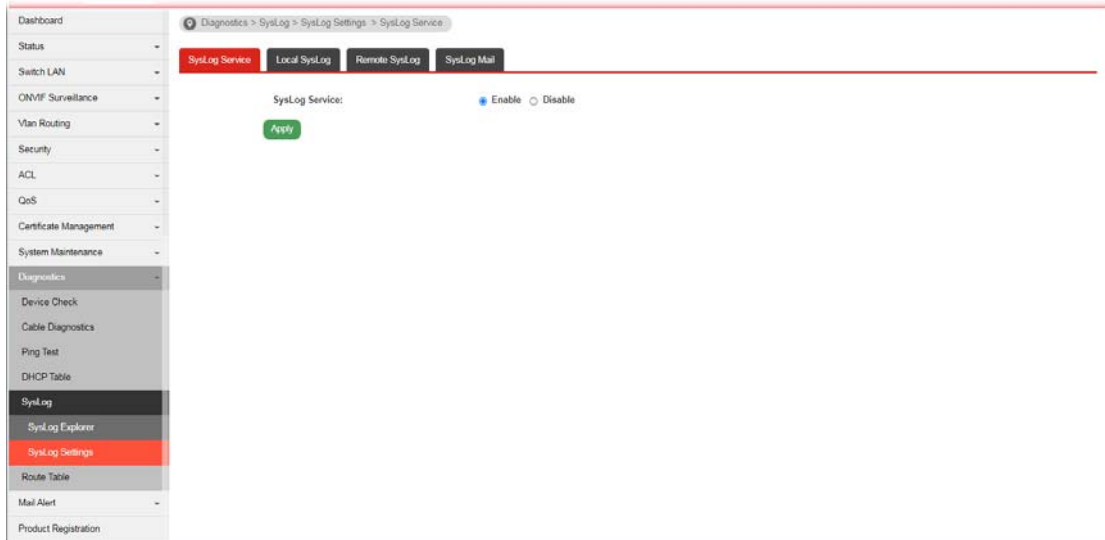 Dashboard
Status
Switch LAN
ONVIF Surveillance
Vlan Routing
Security
ACL
QoS
Certificate Management
System Maintenance
Diagnostics
Device Check
Cable Diagnostics
Ping Test
DHCP Table
SysLog
SysLog Explorer
SysLog Settings
Route Table
Mail Alert
Product Registration
Diagnostics > SysLog > SysLog Settings > SysLog Service
SysLog Service Local SysLog Remote SysLog SysLog Mail
SysLog Service: Enable Disable
Apply